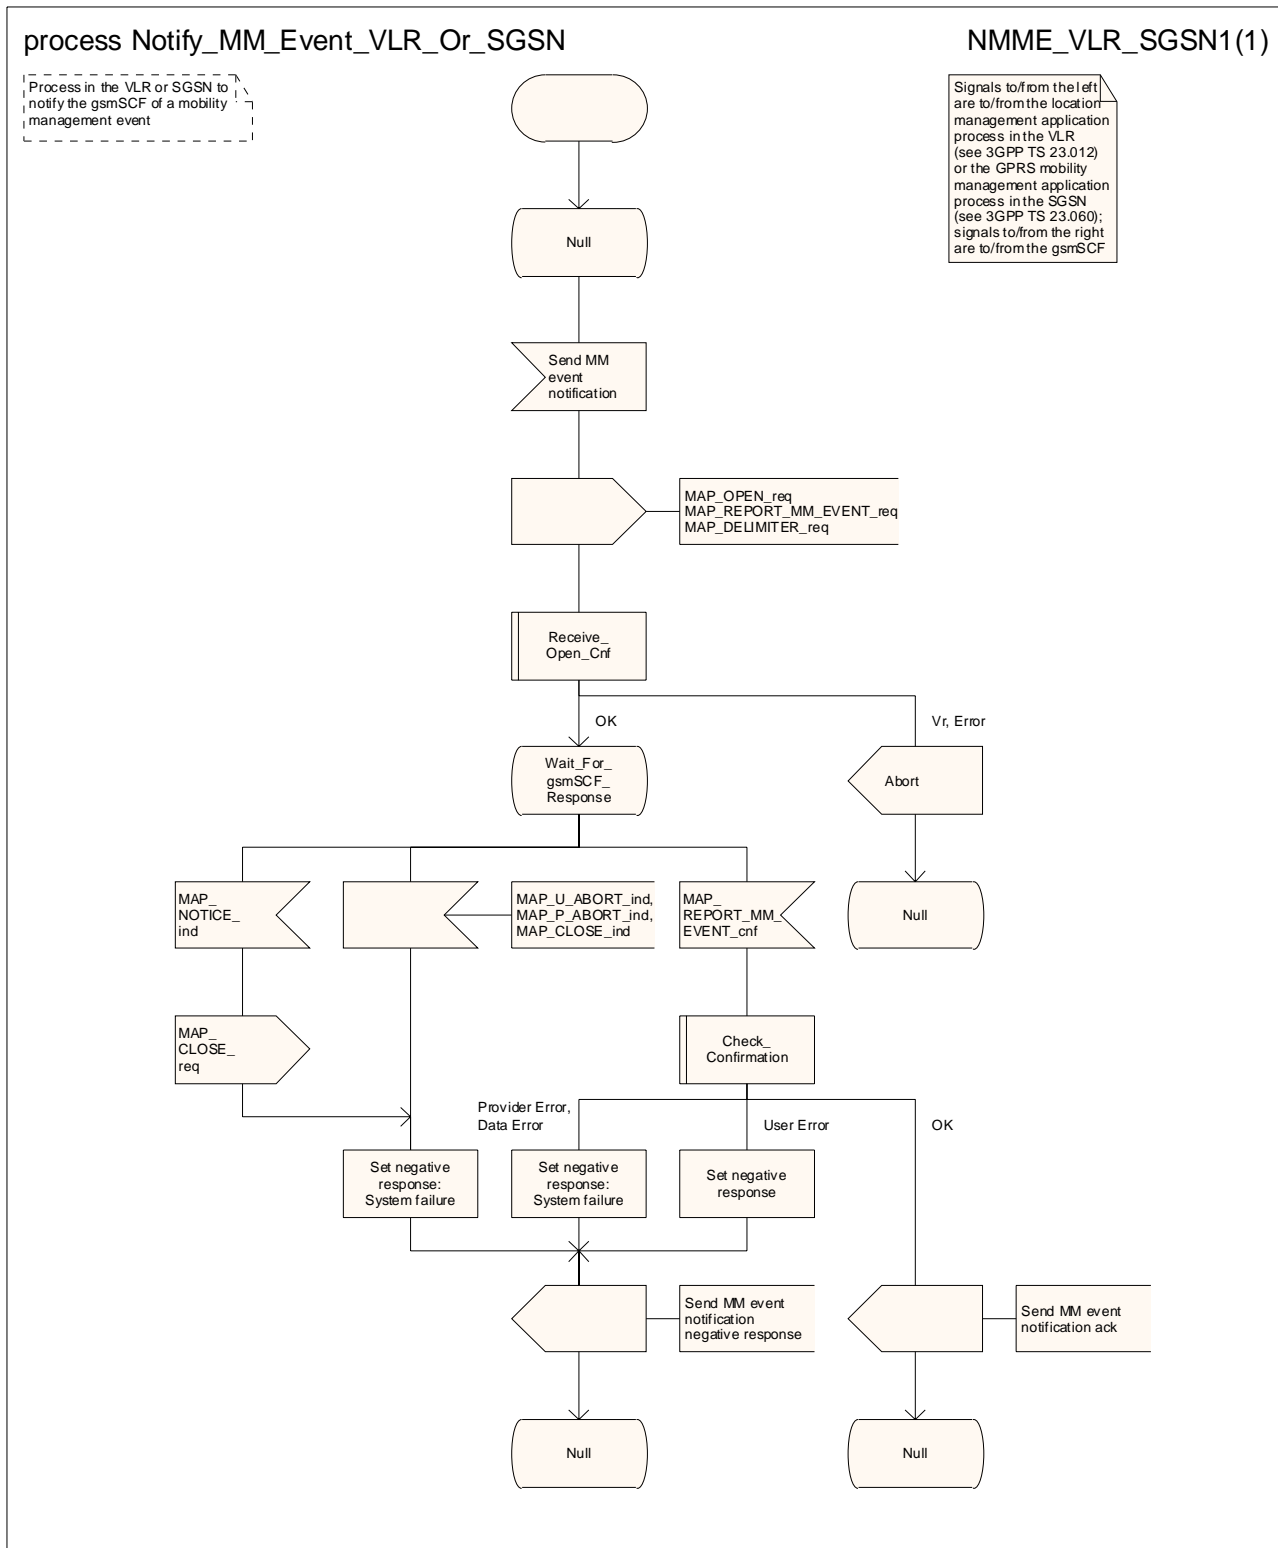 process Notify_MM_Event_VLR_Or_SGSN
NMME_VLR_SGSN1(1)
Process in the VLR or SGSN to
notify the gsmSCF of a mobility
management event
Signals to/from the left
are to/from the location
management application
process in the VLR
(see 3GPP TS 23.012)
or the GPRS mobility
management application
process in the SGSN
(see 3GPP TS 23.060);
signals to/from the right
are to/from the gsmSCF
Null
Send MM
event
notification
MAP_OPEN_req
MAP_REPORT_MM_EVENT_req
MAP_DELIMITER_req
Receive_
Open_Cnf
OK
Vr, Error
Wait_For_
gsmSCF_
Response
Abort
MAP_
NOTICE_
ind
MAP_U_ABORT_ind,
MAP_P_ABORT_ind,
MAP_CLOSE_ind
MAP_
REPORT_MM_
EVENT_cnf
Null
MAP_
CLOSE_
req
Check_
Confirmation
Provider Error,
Data Error
User Error
OK
Set negative
response:
System failure
Set negative
response:
System failure
Set negative
response
Send MM event
notification
negative response
Send MM event
notification ack
Null
Null